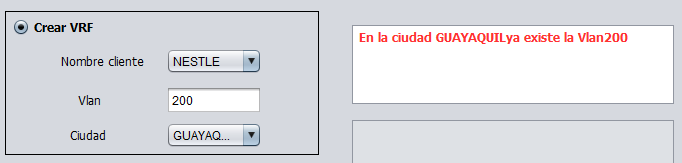 Crear VRF
Nombre cliente NESTLE
Vlan 200
Ciudad GUAYAQ...
En la ciudad GUAYAQUILya existe la Vlan200